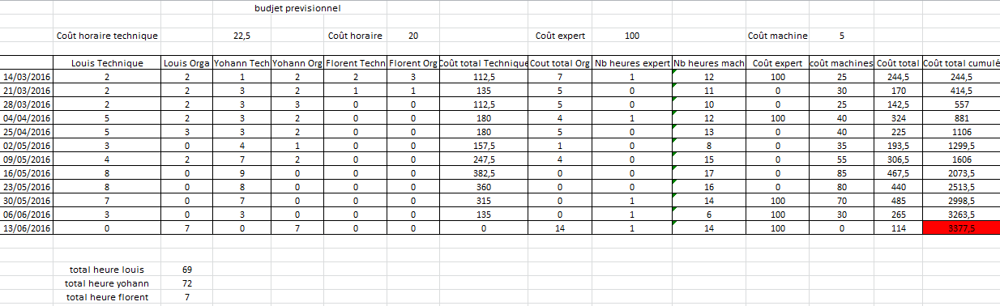 budjet previsionnel
Coût horaire technique 22,5 Coût horaire 20 Coût expert 100 Coût machine 5
Louis Technique Louis Orga Yohann Tech Yohann Org Florent Techn Florent Org Coût total Technique Cout total Org Nb heures expert Nb heures mach Coût expert coût machines Coût total Coût total cumulé
14/03/2016 2 2 1 2 2 3 112,5 7 1 12 100 25 244,5 244,5
21/03/2016 2 2 3 2 1 1 135 5 0 11 0 30 170 414,5
28/03/2016 2 2 3 3 0 0 112,5 5 0 10 0 25 142,5 557
04/04/2016 5 2 3 2 0 0 180 4 1 12 100 40 324 881
25/04/2016 5 3 3 2 0 0 180 5 0 13 0 40 225 1106
02/05/2016 3 0 4 1 0 0 157,5 1 0 8 0 35 193,5 1299,5
09/05/2016 4 2 7 2 0 0 247,5 4 0 15 0 55 306,5 1606
16/05/2016 8 0 9 0 0 0 382,5 0 0 17 0 85 467,5 2073,5
23/05/2016 8 0 8 0 0 0 360 0 0 16 0 80 440 2513,5
30/05/2016 7 0 7 0 0 0 315 0 1 14 100 70 485 2998,5
06/06/2016 3 0 3 0 0 0 135 0 1 6 100 30 265 3263,5
13/06/2016 0 7 0 7 0 0 0 14 1 14 100 0 114 3377,5
total heure louis 69
total heure yohann 72
total heure florent 7